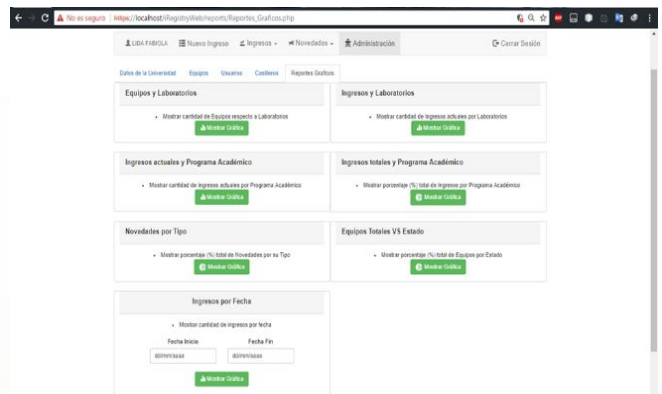 No es seguro | https://localhost/iRegistryWeb/reports/Reportes_Graficos.php
LIDA FABIOLA Nuevo Ingreso Ingresos Novedades Administración Cerrar Sesión
Datos de la Universidad Equipos Usuarios Casilleros Reportes Graficos
Equipos y Laboratorios Ingresos y Laboratorios
• Mostrar cantidad de Equipos respecto a Laboratorios • Mostrar cantidad de Ingresos actuales por Laboratorios
Mostrar Gráfica Mostrar Gráfica
Ingresos actuales y Programa Académico Ingresos totales y Programa Académico
• Mostrar cantidad de ingresos actuales por Programa Académico • Mostrar porcentaje (%) total de Ingresos por Programa Académico
Mostrar Gráfica Mostrar Gráfica
Novedades por Tipo Equipos Totales VS Estado
• Mostrar porcentaje (%) total de Novedades por su Tipo • Mostrar porcentaje (%) total de Equipos por Estado
Mostrar Gráfica Mostrar Gráfica
Ingresos por Fecha
• Mostrar cantidad de ingresos por fecha
Fecha Inicio Fecha Fin
dd/mm/aaaa dd/mm/aaaa
Mostrar Gráfica